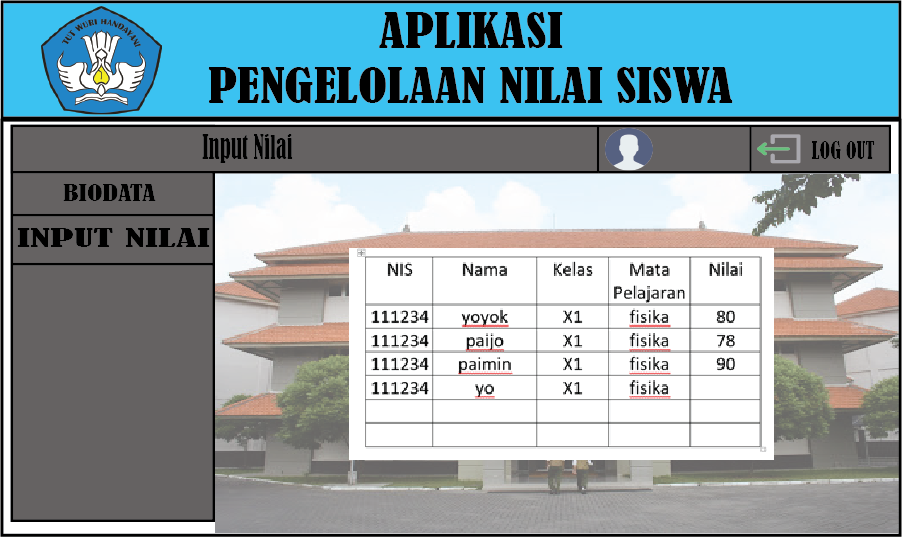 TUT WURI HANDAYANI
APLIKASI
PENGELOLAAN NILAI SISWA
Input Nilai
LOG OUT
BIODATA
INPUT NILAI
NIS Nama Kelas Mata Pelajaran Nilai
111234 yoyok X1 fisika 80
111234 paijo X1 fisika 78
111234 paimin X1 fisika 90
111234 yo X1 fisika